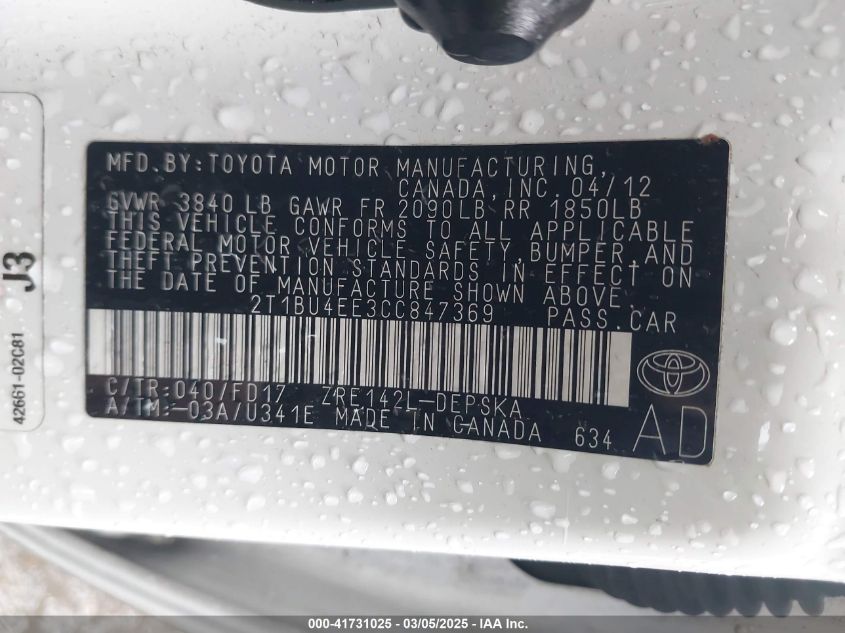 MFD.BY:TOYOTA MOTOR MANUFACTURING,
CANADA,INC. 04/12
GVWR 3840 LB GAWR FR 2090LB RR 1850LB
THIS VEHICLE CONFORMS TO ALL APPLICABLE
FEDERAL MOTOR VEHICLE SAFETY,BUMPER,AND
THEFT PREVENTION STANDARDS IN EFFECT ON
THE DATE OF MANUFACTURE SHOWN ABOVE.
2T1BU4EE3CC847369 PASS.CAR
C/TR:040/FD17 ZRE142L-DEPSKA
A/TM:-03A/U341E MADE IN CANADA 634
AD
J3
42661-02C81
000-41731025 - 03/05/2025 - IAA Inc.